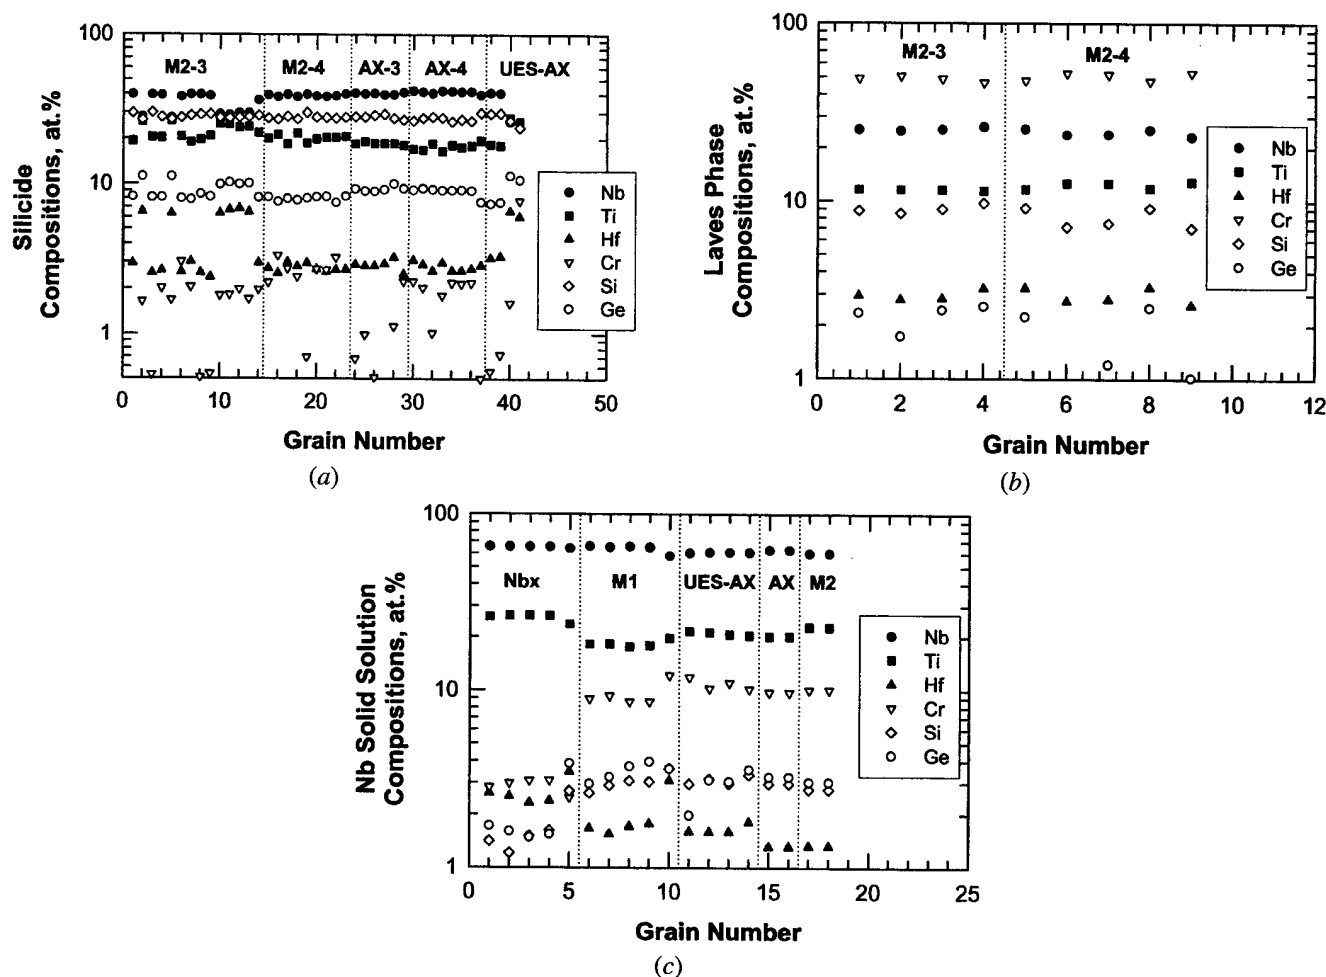 100
10
1
0 10 20 30 40 50
Silicide
Compositions, at.%
M2-3 M2-4 AX-3 AX-4 UES-AX
Nb
Ti
Hf
Cr
Si
Ge
Grain Number
(a)
100
10
1
0 2 4 6 8 10 12
Laves Phase
Compositions, at.%
M2-3 M2-4
Nb
Ti
Hf
Cr
Si
Ge
Grain Number
(b)
100
10
1
0 5 10 15 20 25
Nb Solid Solution
Compositions, at.%
Nbx M1 UES-AX AX M2
Nb
Ti
Hf
Cr
Si
Ge
Grain Number
(c)